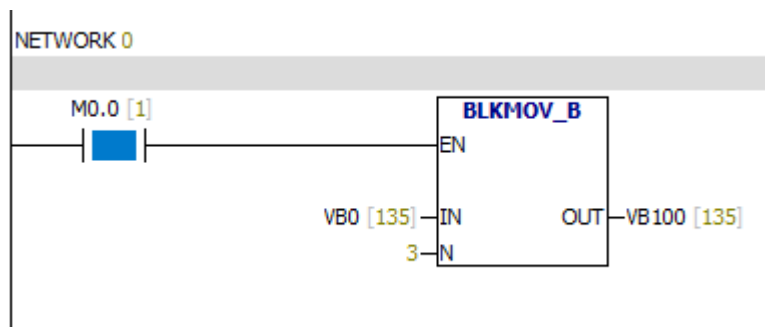 NETWORK 0
M0.0 [1]
BLKMOV_B
EN
VB0 [135] IN OUT VB100 [135]
3 N